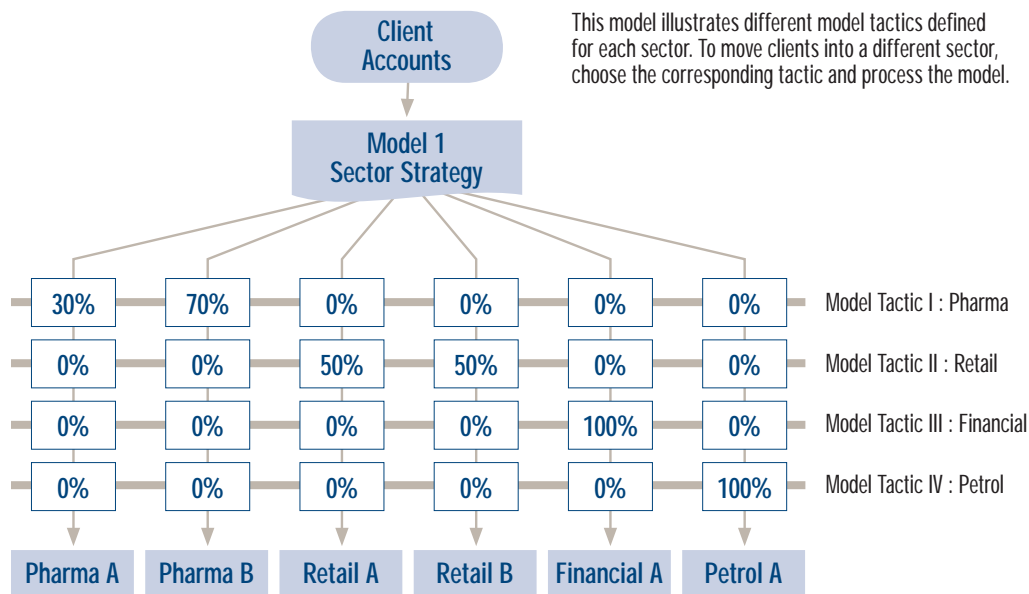 Client
Accounts
This model illustrates different model tactics defined
for each sector. To move clients into a different sector,
choose the corresponding tactic and process the model.
Model 1
Sector Strategy
30% 70% 0% 0% 0% 0% Model Tactic I : Pharma
0% 0% 50% 50% 0% 0% Model Tactic II : Retail
0% 0% 0% 0% 100% 0% Model Tactic III : Financial
0% 0% 0% 0% 0% 100% Model Tactic IV : Petrol
Pharma A Pharma B Retail A Retail B Financial A Petrol A